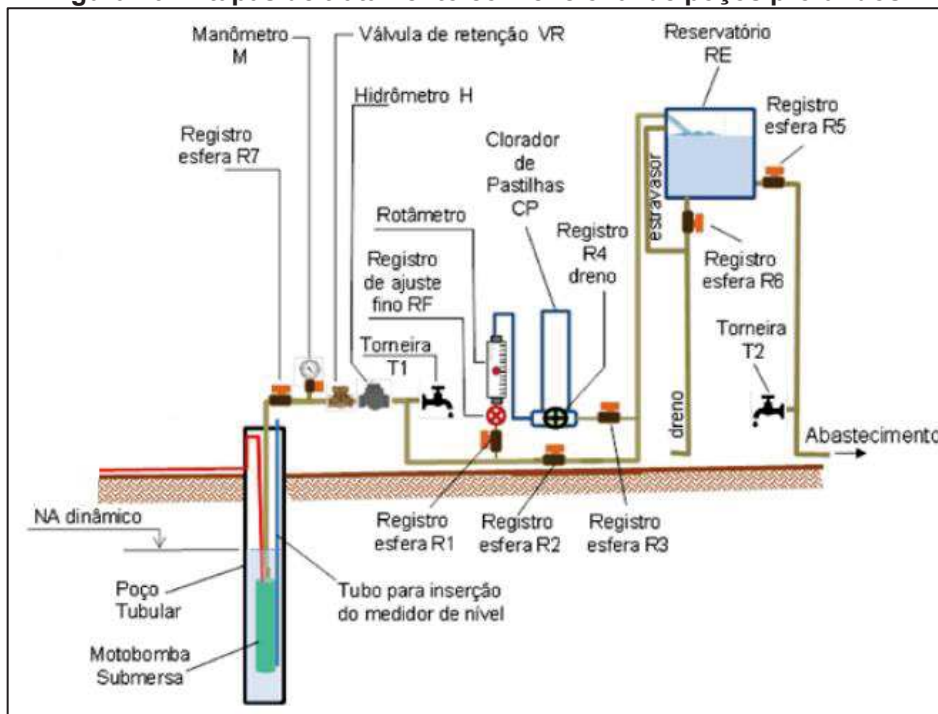 Manômetro
M
Válvula de retenção VR
Reservatório
RE
Hidrômetro H
Registro
esfera R5
Registro
esfera R7
Clorador
de
Pastilhas
CP
estravasor
Rotâmetro
Registro
R4
dreno
Registro
de ajuste
fino RF
Registro
esfera R6
Torneira
T1
Torneira
T2
dreno
Abastecimento
NA dinâmico
Registro
esfera R1
Registro
esfera R2
Registro
esfera R3
Poço
Tubular
Tubo para inserção
do medidor de nível
Motobomba
Submersa